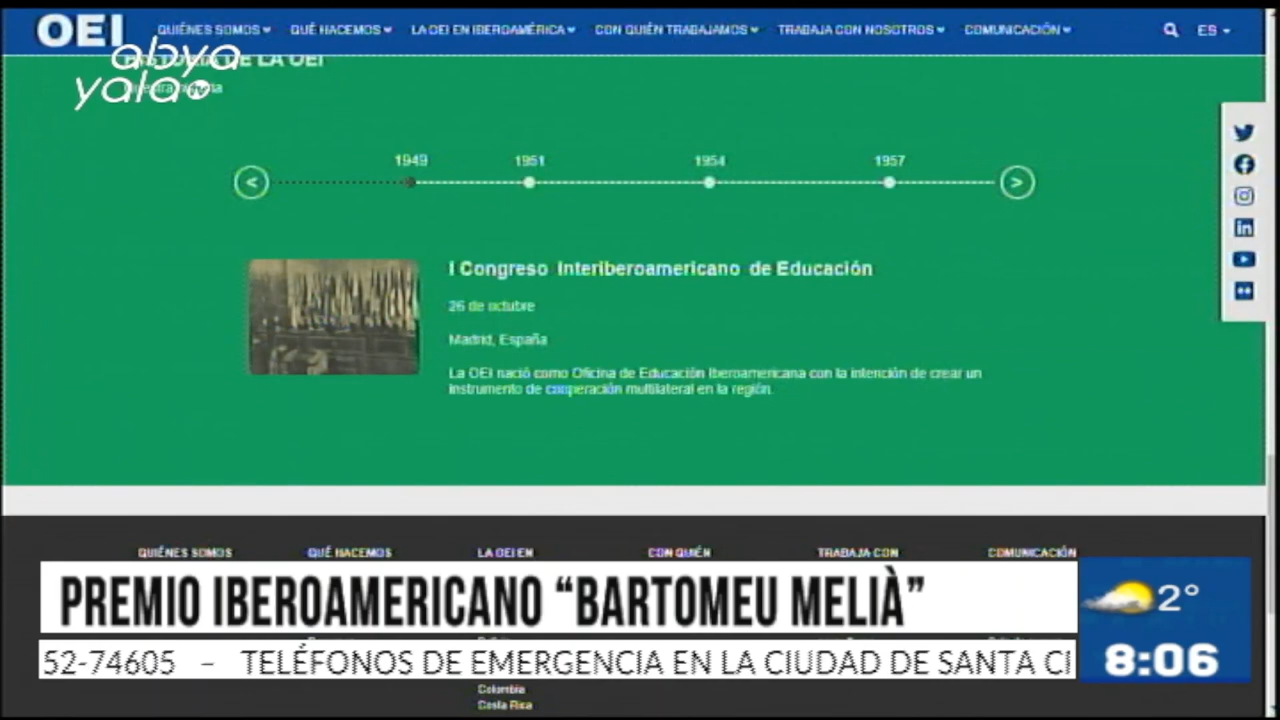 OEI
QUIÉNES SOMOS QUÉ HACEMOS LA OEI EN IBEROAMÉRICA CON QUIÉN TRABAJAMOS TRABAJA CON NOSOTROS COMUNICACIÓN ES
abya
yala
DE LA OEI
1949 1951 1954 1957
< >
I Congreso Interiberoamericano de Educación
26 de octubre
Madrid, España
La OEI nació como Oficina de Educación Iberoamericana con la intención de crear un
instrumento de cooperación multilateral en la región.
QUIÉNES SOMOS QUÉ HACEMOS LA OEI EN CON QUIÉN TRABAJA CON COMUNICACIÓN
PREMIO IBEROAMERICANO “BARTOMEU MELIÀ”
2°
52-74605 – TELÉFONOS DE EMERGENCIA EN LA CIUDAD DE SANTA
8:06
Colombia
Costa Rica